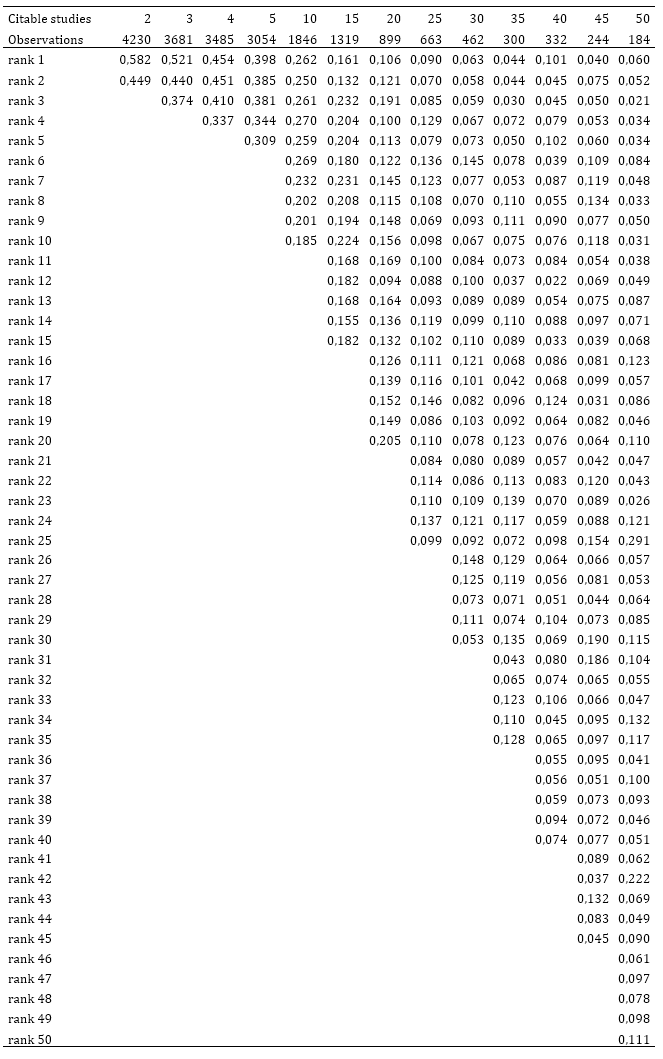 Citable studies 2 3 4 5 10 15 20 25 30 35 40 45 50
Observations 4230 3681 3485 3054 1846 1319 899 663 462 300 332 244 184
rank 1 0,582 0,521 0,454 0,398 0,262 0,161 0,106 0,090 0,063 0,044 0,101 0,040 0,060
rank 2 0,449 0,440 0,451 0,385 0,250 0,132 0,121 0,070 0,058 0,044 0,045 0,075 0,052
rank 3 0,374 0,410 0,381 0,261 0,232 0,191 0,085 0,059 0,030 0,045 0,050 0,021
rank 4 0,337 0,344 0,270 0,204 0,100 0,129 0,067 0,072 0,079 0,053 0,034
rank 5 0,309 0,259 0,204 0,113 0,079 0,073 0,050 0,102 0,060 0,034
rank 6 0,269 0,180 0,122 0,136 0,145 0,078 0,039 0,109 0,084
rank 7 0,232 0,231 0,145 0,123 0,077 0,053 0,087 0,119 0,048
rank 8 0,202 0,208 0,115 0,108 0,070 0,110 0,055 0,134 0,033
rank 9 0,201 0,194 0,148 0,069 0,093 0,111 0,090 0,077 0,050
rank 10 0,185 0,224 0,156 0,098 0,067 0,075 0,076 0,118 0,031
rank 11 0,168 0,169 0,100 0,084 0,073 0,084 0,054 0,038
rank 12 0,182 0,094 0,088 0,100 0,037 0,022 0,069 0,049
rank 13 0,168 0,164 0,093 0,089 0,089 0,054 0,075 0,087
rank 14 0,155 0,136 0,119 0,099 0,110 0,088 0,097 0,071
rank 15 0,182 0,132 0,102 0,110 0,089 0,033 0,039 0,068
rank 16 0,126 0,111 0,121 0,068 0,086 0,081 0,123
rank 17 0,139 0,116 0,101 0,042 0,068 0,099 0,057
rank 18 0,152 0,146 0,082 0,096 0,124 0,031 0,086
rank 19 0,149 0,086 0,103 0,092 0,064 0,082 0,046
rank 20 0,205 0,110 0,078 0,123 0,076 0,064 0,110
rank 21 0,084 0,080 0,089 0,057 0,042 0,047
rank 22 0,114 0,086 0,113 0,083 0,120 0,043
rank 23 0,110 0,109 0,139 0,070 0,089 0,026
rank 24 0,137 0,121 0,117 0,059 0,088 0,121
rank 25 0,099 0,092 0,072 0,098 0,154 0,291
rank 26 0,148 0,129 0,064 0,066 0,057
rank 27 0,125 0,119 0,056 0,081 0,053
rank 28 0,073 0,071 0,051 0,044 0,064
rank 29 0,111 0,074 0,104 0,073 0,085
rank 30 0,053 0,135 0,069 0,190 0,115
rank 31 0,043 0,080 0,186 0,104
rank 32 0,065 0,074 0,065 0,055
rank 33 0,123 0,106 0,066 0,047
rank 34 0,110 0,045 0,095 0,132
rank 35 0,128 0,065 0,097 0,117
rank 36 0,055 0,095 0,041
rank 37 0,056 0,051 0,100
rank 38 0,059 0,073 0,093
rank 39 0,094 0,072 0,046
rank 40 0,074 0,077 0,051
rank 41 0,089 0,062
rank 42 0,037 0,222
rank 43 0,132 0,069
rank 44 0,083 0,049
rank 45 0,045 0,090
rank 46 0,061
rank 47 0,097
rank 48 0,078
rank 49 0,098
rank 50 0,111